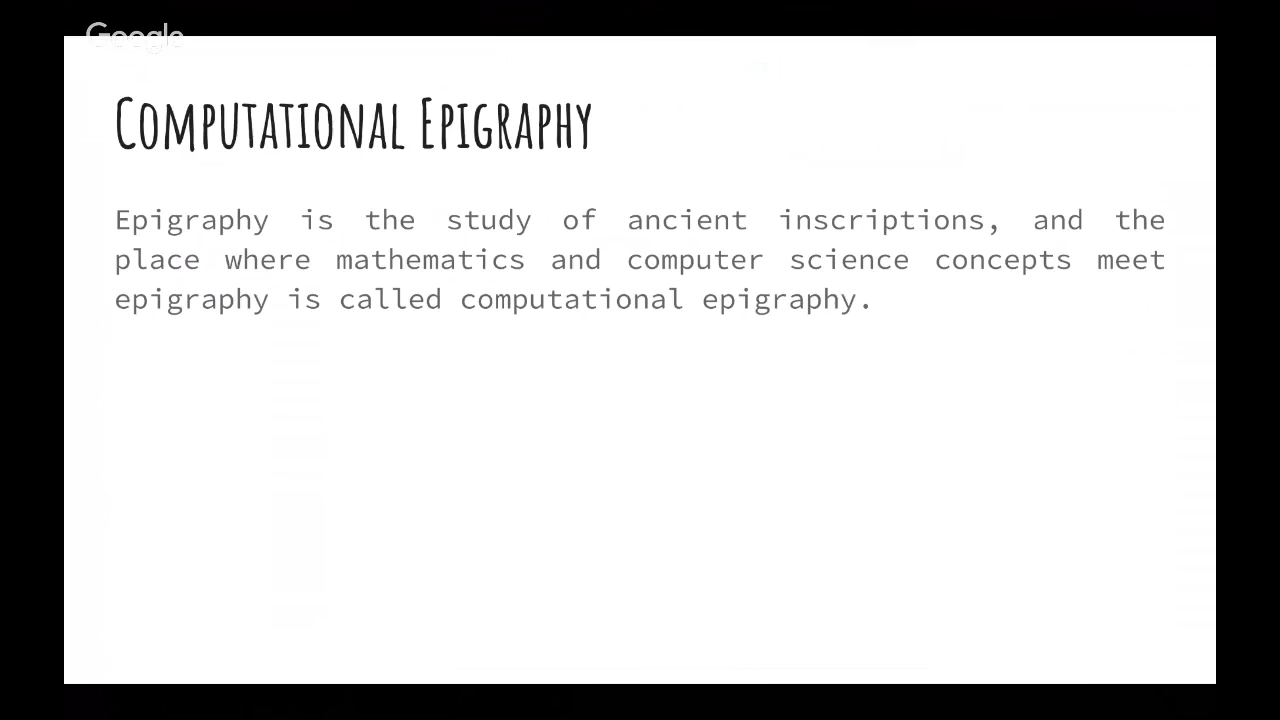 Google
Computational Epigraphy
Epigraphy is the study of ancient inscriptions, and the
place where mathematics and computer science concepts meet
epigraphy is called computational epigraphy.